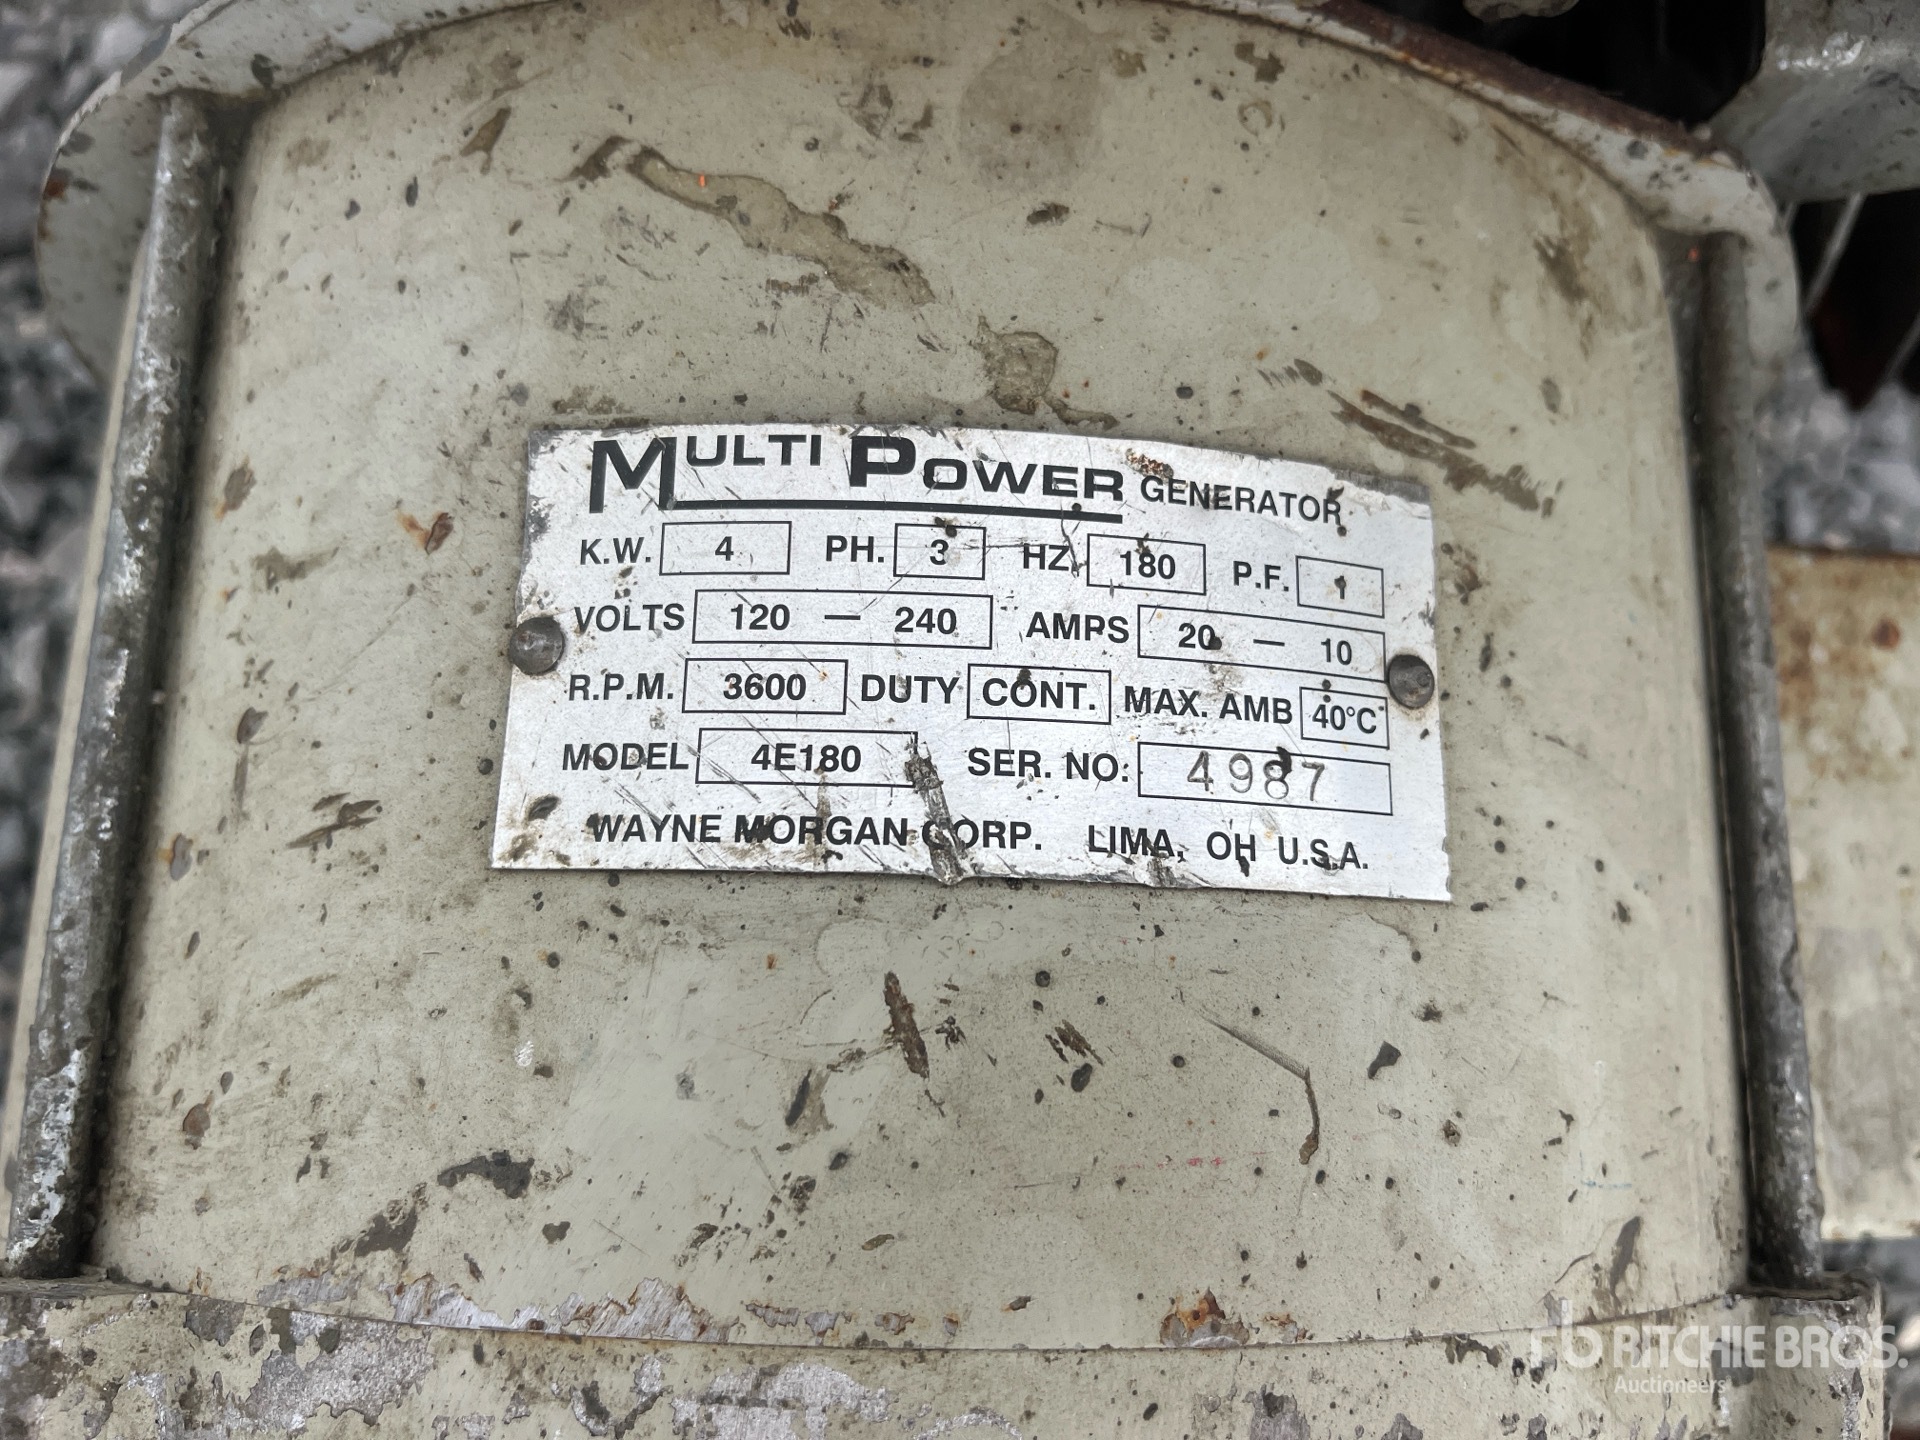 MULTI POWER GENERATOR
K.W. 4 PH. 3 HZ. 180 P.F. 1
VOLTS 120 — 240 AMPS 20 — 10
R.P.M. 3600 DUTY CONT. MAX. AMB 40°C
MODEL 4E180 SER. NO: 4987
WAYNE MORGAN CORP. LIMA, OH U.S.A.
rb RITCHIE BROS.
Auctioneers